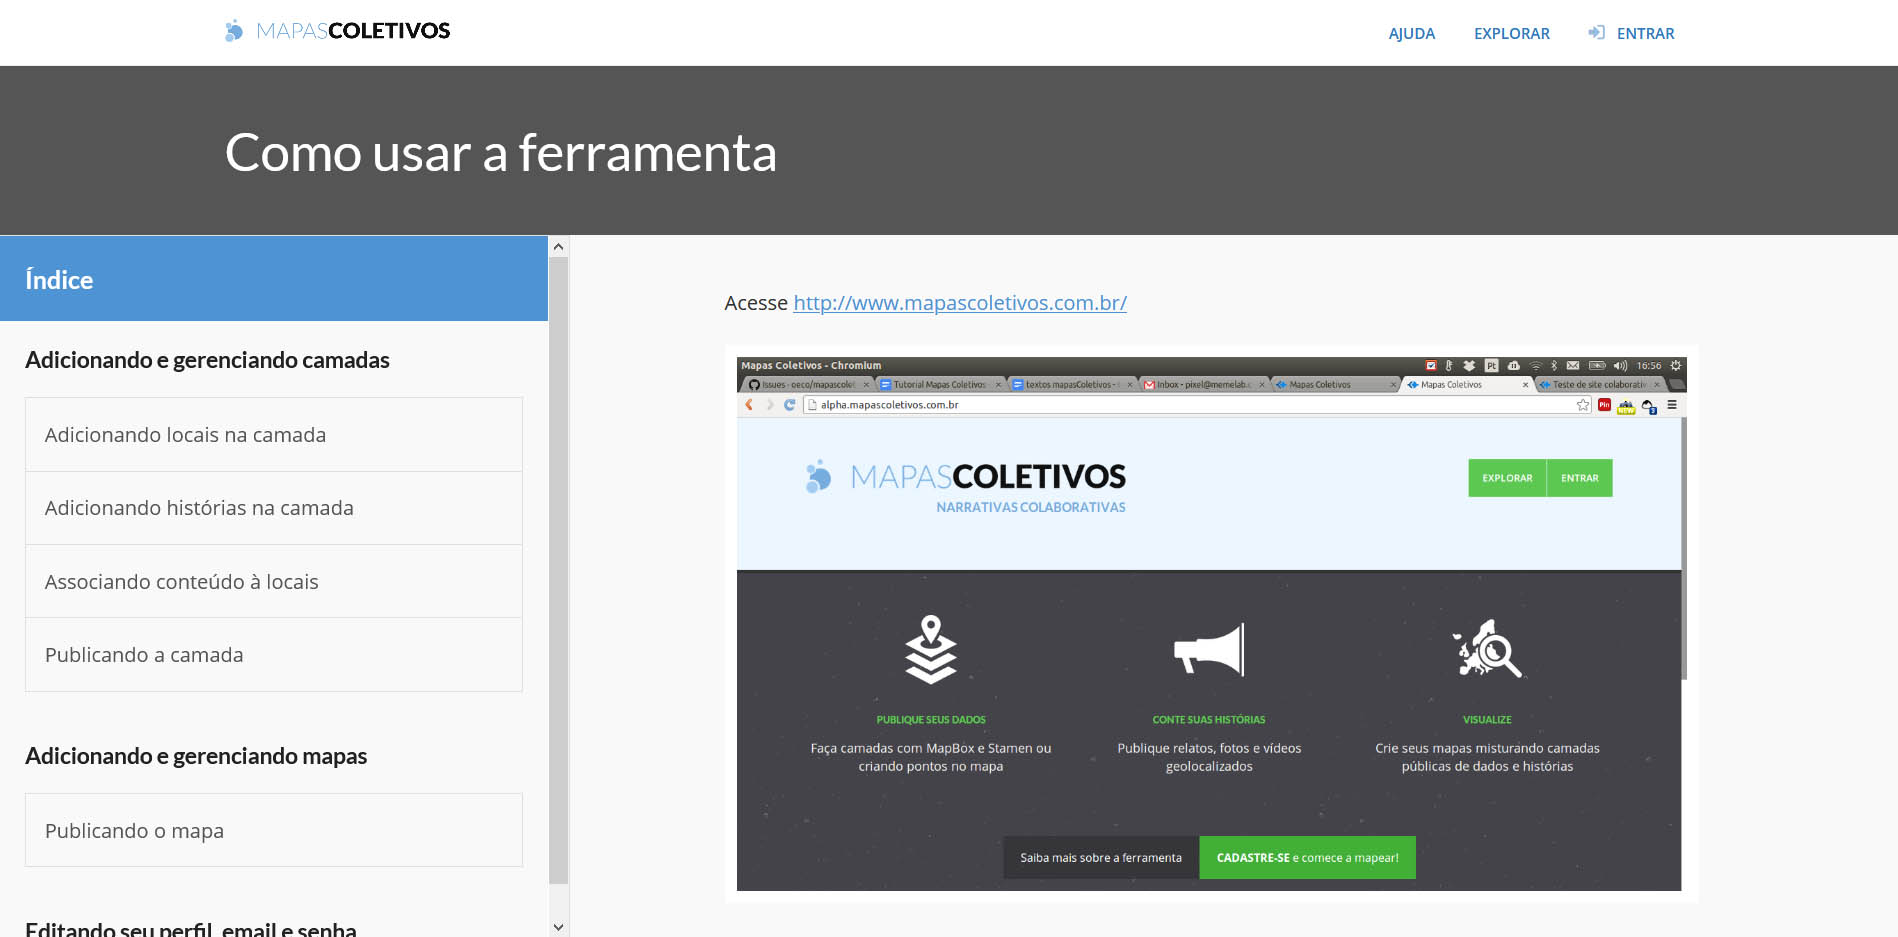 MAPASCOLETIVOS
AJUDA
EXPLORAR
ENTRAR
Como usar a ferramenta
Índice
Adicionando e gerenciando camadas
Adicionando locais na camada
Adicionando histórias na camada
Associando conteúdo à locais
Publicando a camada
Adicionando e gerenciando mapas
Publicando o mapa
Editando seu perfil, email e senha
Acesse http://www.mapascoletivos.com.br/
Mapas Coletivos - Chromium
Pt
16:56
Issues - oeco/mapascolet
Tutorial Mapas Coletivos
textos mapasColetivos -
Inbox - pixel@memelab.c
Mapas Coletivos
Mapas Coletivos
Teste de site colaborativ
alpha.mapascoletivos.com.br
MAPASCOLETIVOS
NARRATIVAS COLABORATIVAS
EXPLORAR
ENTRAR
PUBLIQUE SEUS DADOS
Faça camadas com MapBox e Stamen ou
criando pontos no mapa
CONTE SUAS HISTÓRIAS
Publique relatos, fotos e vídeos
geolocalizados
VISUALIZE
Crie seus mapas misturando camadas
públicas de dados e histórias
Saiba mais sobre a ferramenta
CADASTRE-SE e comece a mapear!